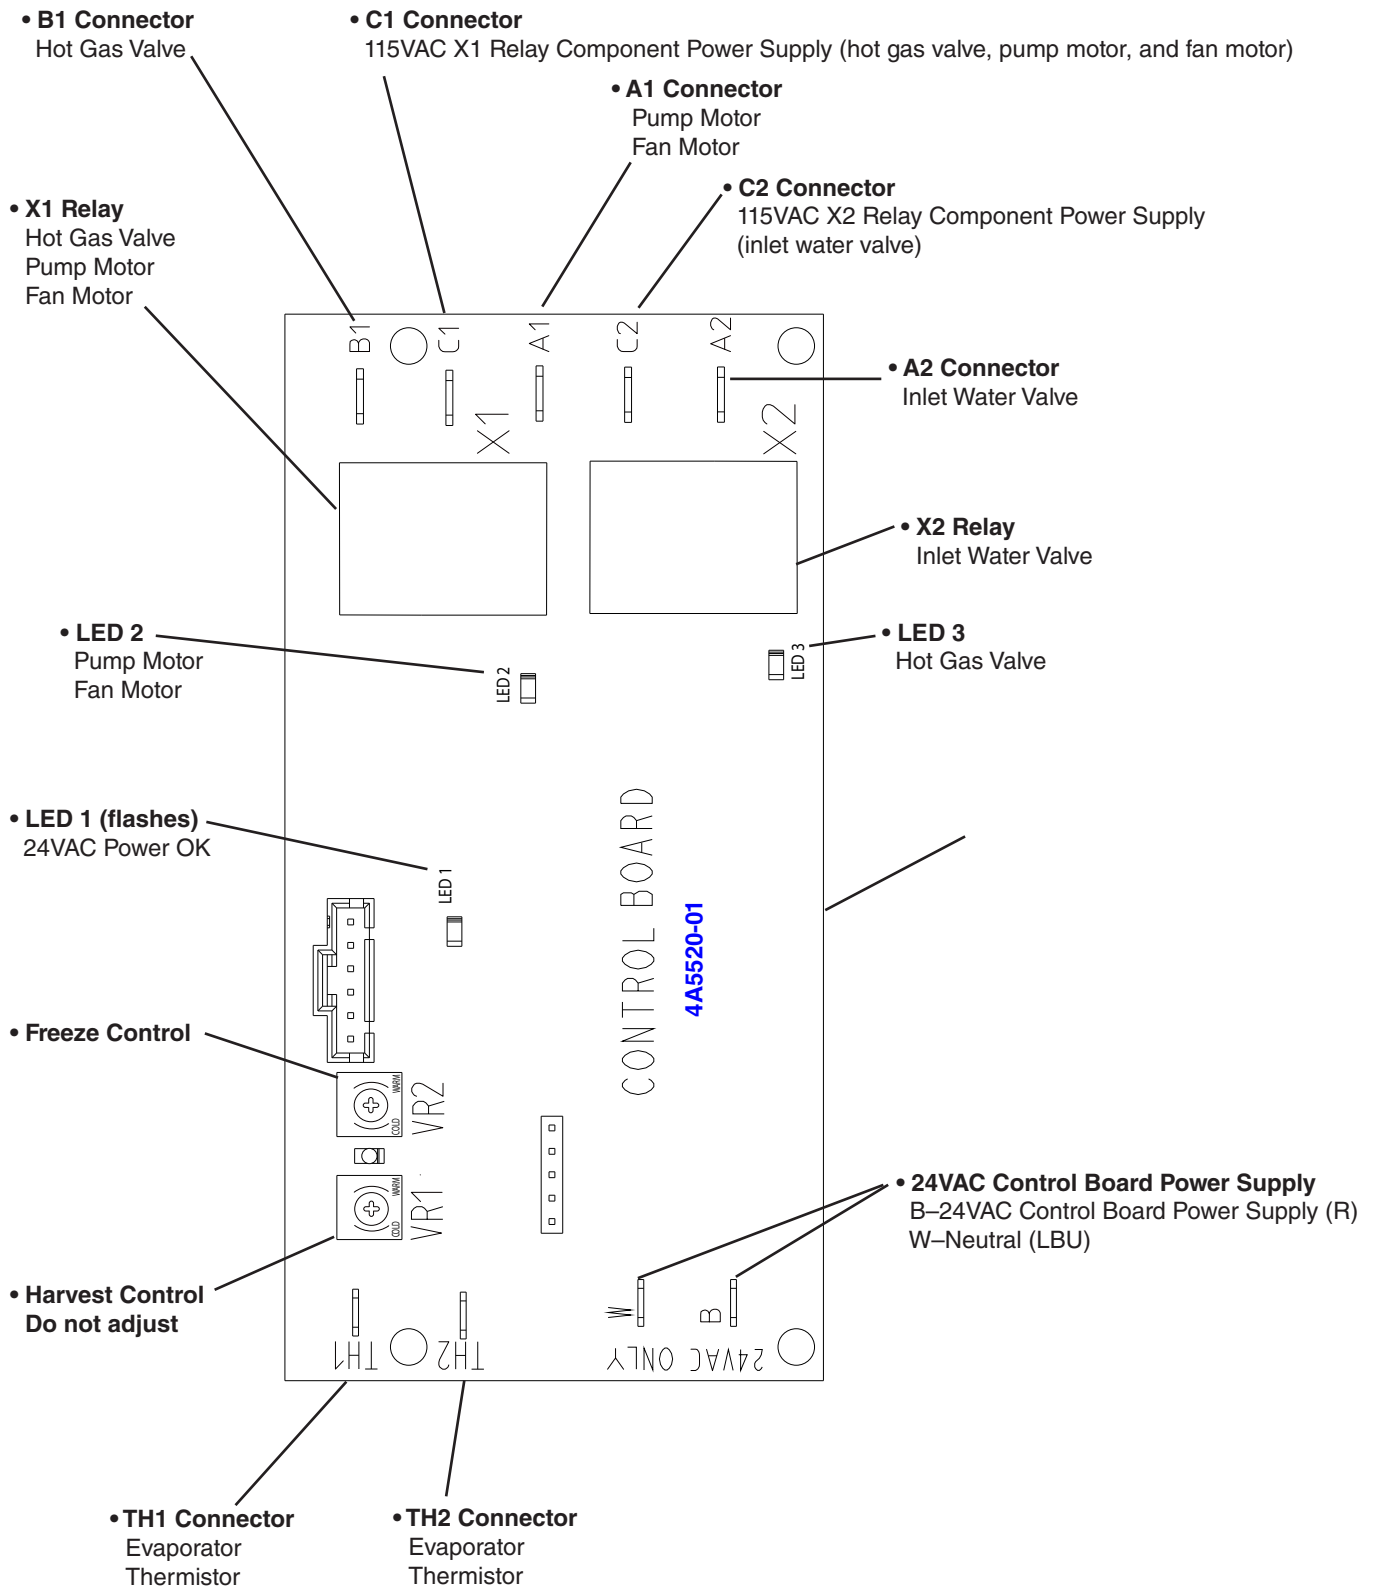 • B1 Connector
Hot Gas Valve
• C1 Connector
115VAC X1 Relay Component Power Supply (hot gas valve, pump motor, and fan motor)
• A1 Connector
Pump Motor
Fan Motor
• C2 Connector
115VAC X2 Relay Component Power Supply
(inlet water valve)
• X1 Relay
Hot Gas Valve
Pump Motor
Fan Motor
B1
C1
A1
C2
A2
• A2 Connector
Inlet Water Valve
X1
X2
• X2 Relay
Inlet Water Valve
• LED 2
Pump Motor
Fan Motor
LED 2
LED 3
• LED 3
Hot Gas Valve
• LED 1 (flashes)
24VAC Power OK
LED 1
CONTROL BOARD
4A5520-01
• Freeze Control
WARM
COLD
VR2
WARM
COLD
VR1
• 24VAC Control Board Power Supply
B–24VAC Control Board Power Supply (R)
W–Neutral (LBU)
• Harvest Control
Do not adjust
W
B
TH1
TH2
24VAC ONLY
• TH1 Connector
Evaporator
Thermistor
• TH2 Connector
Evaporator
Thermistor